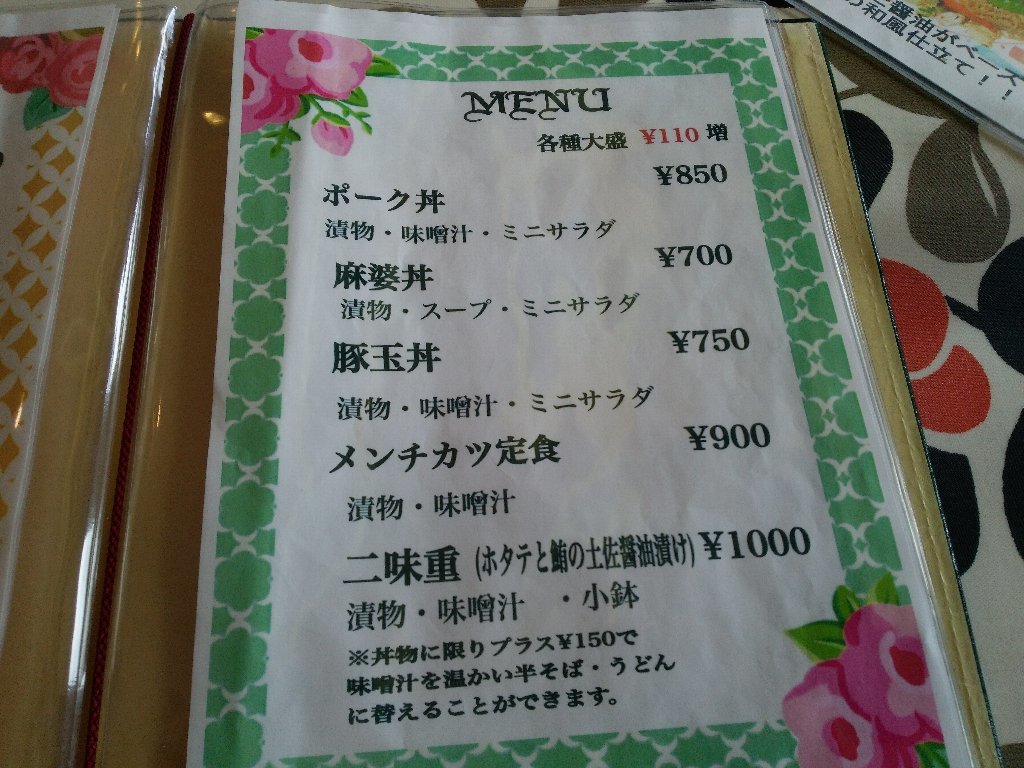 MENU
各種大盛 ¥110 増
ポーク丼 ¥850
漬物・味噌汁・ミニサラダ
麻婆丼 ¥700
漬物・スープ・ミニサラダ
豚玉丼 ¥750
漬物・味噌汁・ミニサラダ
メンチカツ定食 ¥900
漬物・味噌汁
二味重 (ホタテと鮪の土佐醤油漬け) ¥1000
漬物・味噌汁 ・小鉢
※丼物に限りプラス¥150で
味噌汁を温かい半そば・うどん
に替えることができます。
醤油がベース
和風仕立て!!